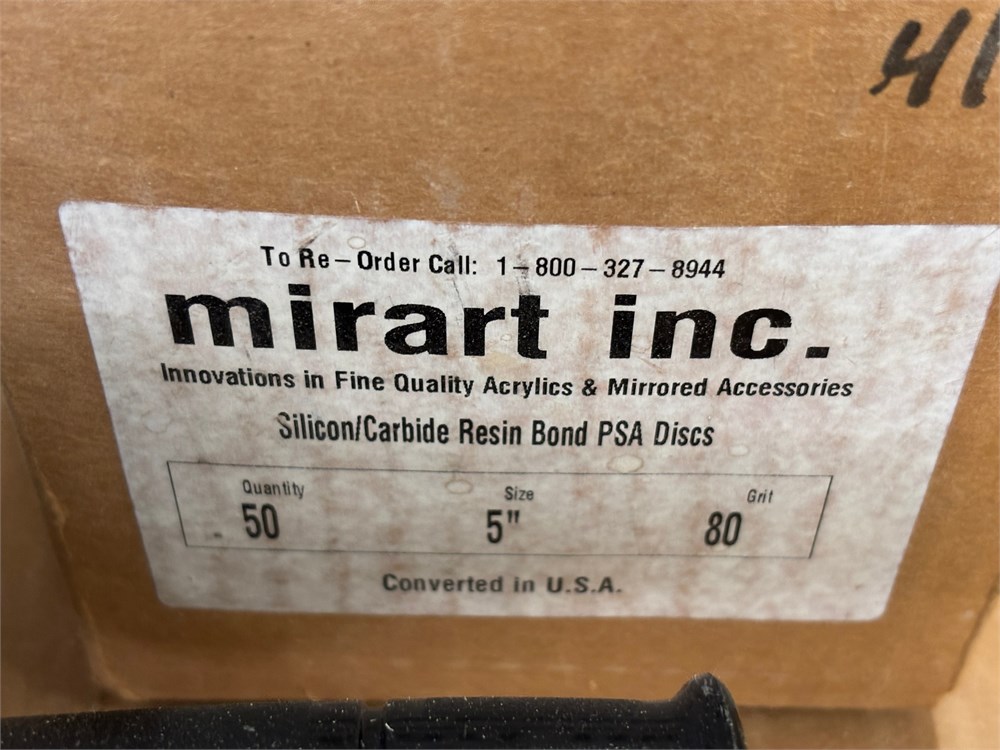 To Re-Order Call: 1-800-327-8944
mirart inc.
Innovations in Fine Quality Acrylics & Mirrored Accessories
Silicon/Carbide Resin Bond PSA Discs
Quantity Size Grit
50 5" 80
Converted in U.S.A.